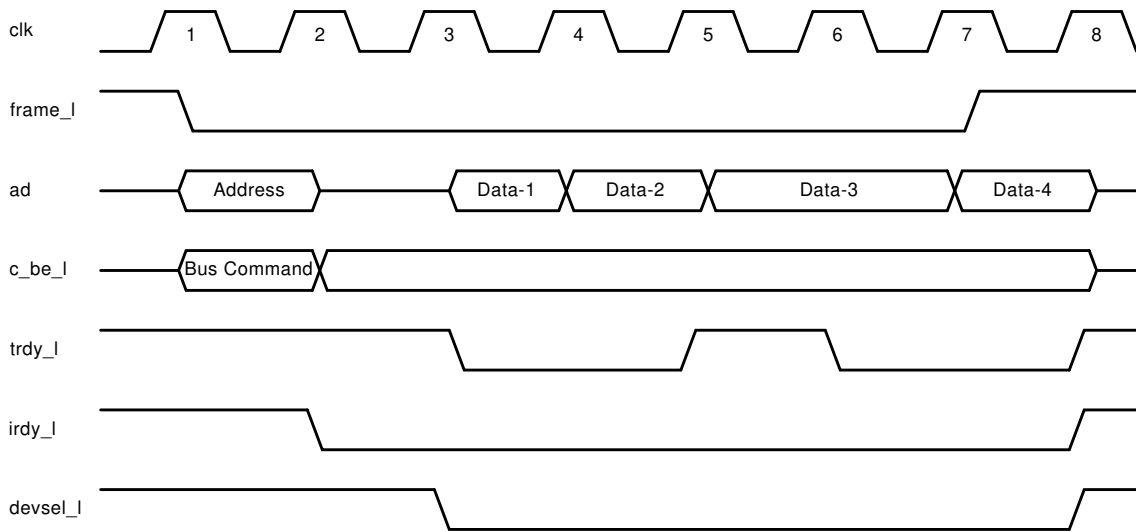 clk 1 2 3 4 5 6 7 8
frame_l
ad Address Data-1 Data-2 Data-3 Data-4
c_be_l Bus Command
trdy_l
irdy_l
devsel_l